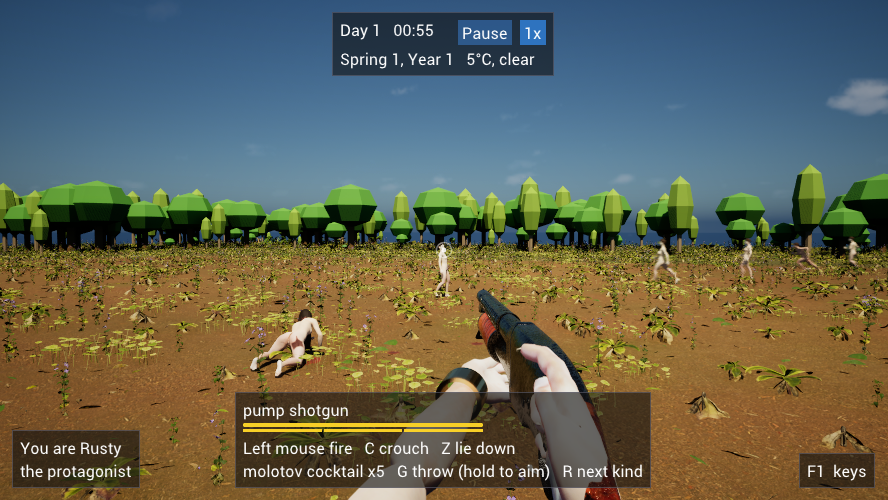 Day 1 00:55 Pause 1x
Spring 1, Year 1 5°C, clear
pump shotgun
Left mouse fire C crouch Z lie down
molotov cocktail x5 G throw (hold to aim) R next kind
You are Rusty
the protagonist
F1 keys